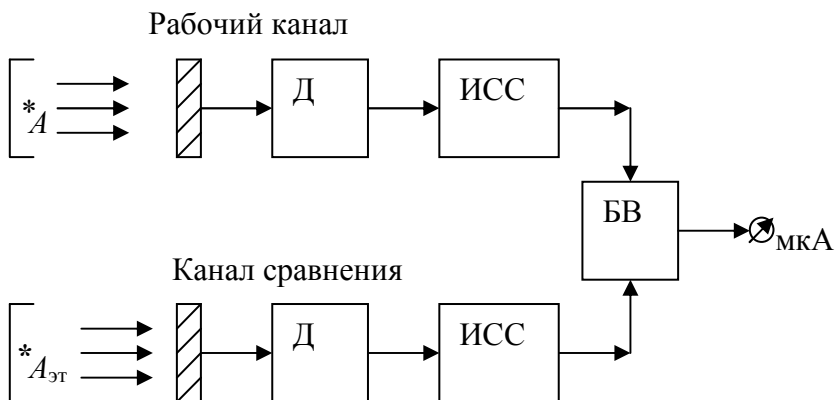 Рабочий канал
*A
Д
ИСС
БВ
мкА
Канал сравнения
*Aэт
Д
ИСС